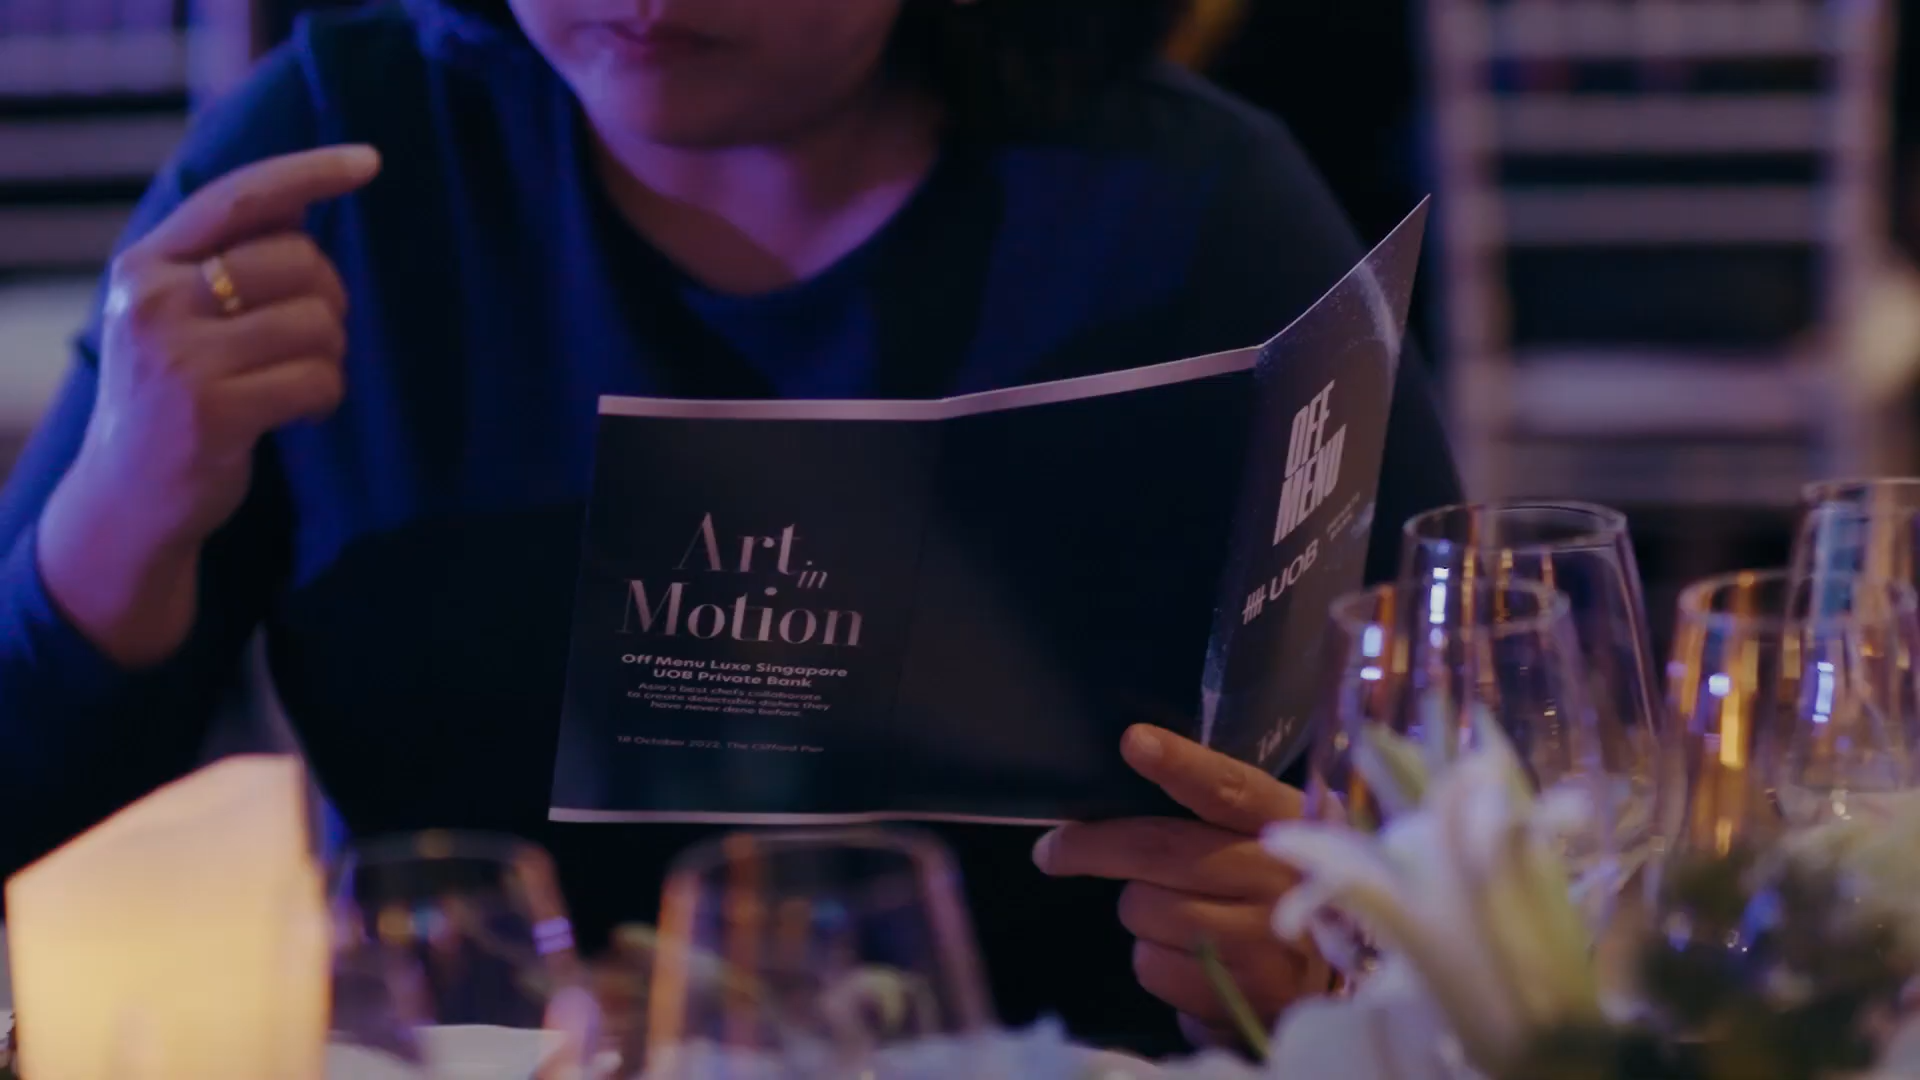 Art
in
Motion
Off Menu Luxe Singapore
UOB Private Bank
Asia's best chefs collaborate
to create delectable dishes they
have never done before.
18 October 2022, The Clifford Pier
OFF
MENU
UOB